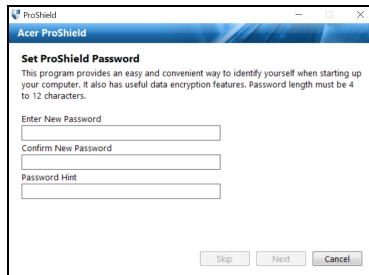 ProShield
Acer ProShield
Set ProShield Password
This program provides an easy and convenient way to identify yourself when starting up
your computer. It also has useful data encryption features. Password length must be 4
to 12 characters.
Enter New Password
Confirm New Password
Password Hint
Skip Next Cancel